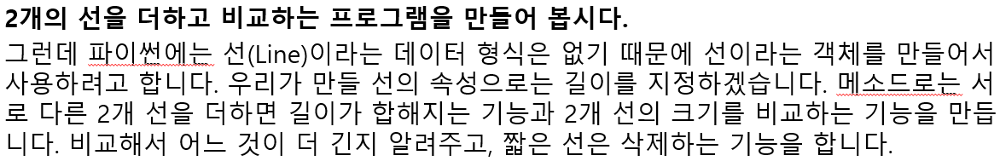 2개의 선을 더하고 비교하는 프로그램을 만들어 봅시다.
그런데 파이썬에는 선(Line)이라는 데이터 형식은 없기 때문에 선이라는 객체를 만들어서
사용하려고 합니다. 우리가 만들 선의 속성으로는 길이를 지정하겠습니다. 메소드로는 서
로 다른 2개 선을 더하면 길이가 합해지는 기능과 2개 선의 크기를 비교하는 기능을 만듭
니다. 비교해서 어느 것이 더 긴지 알려주고, 짧은 선은 삭제하는 기능을 합니다.